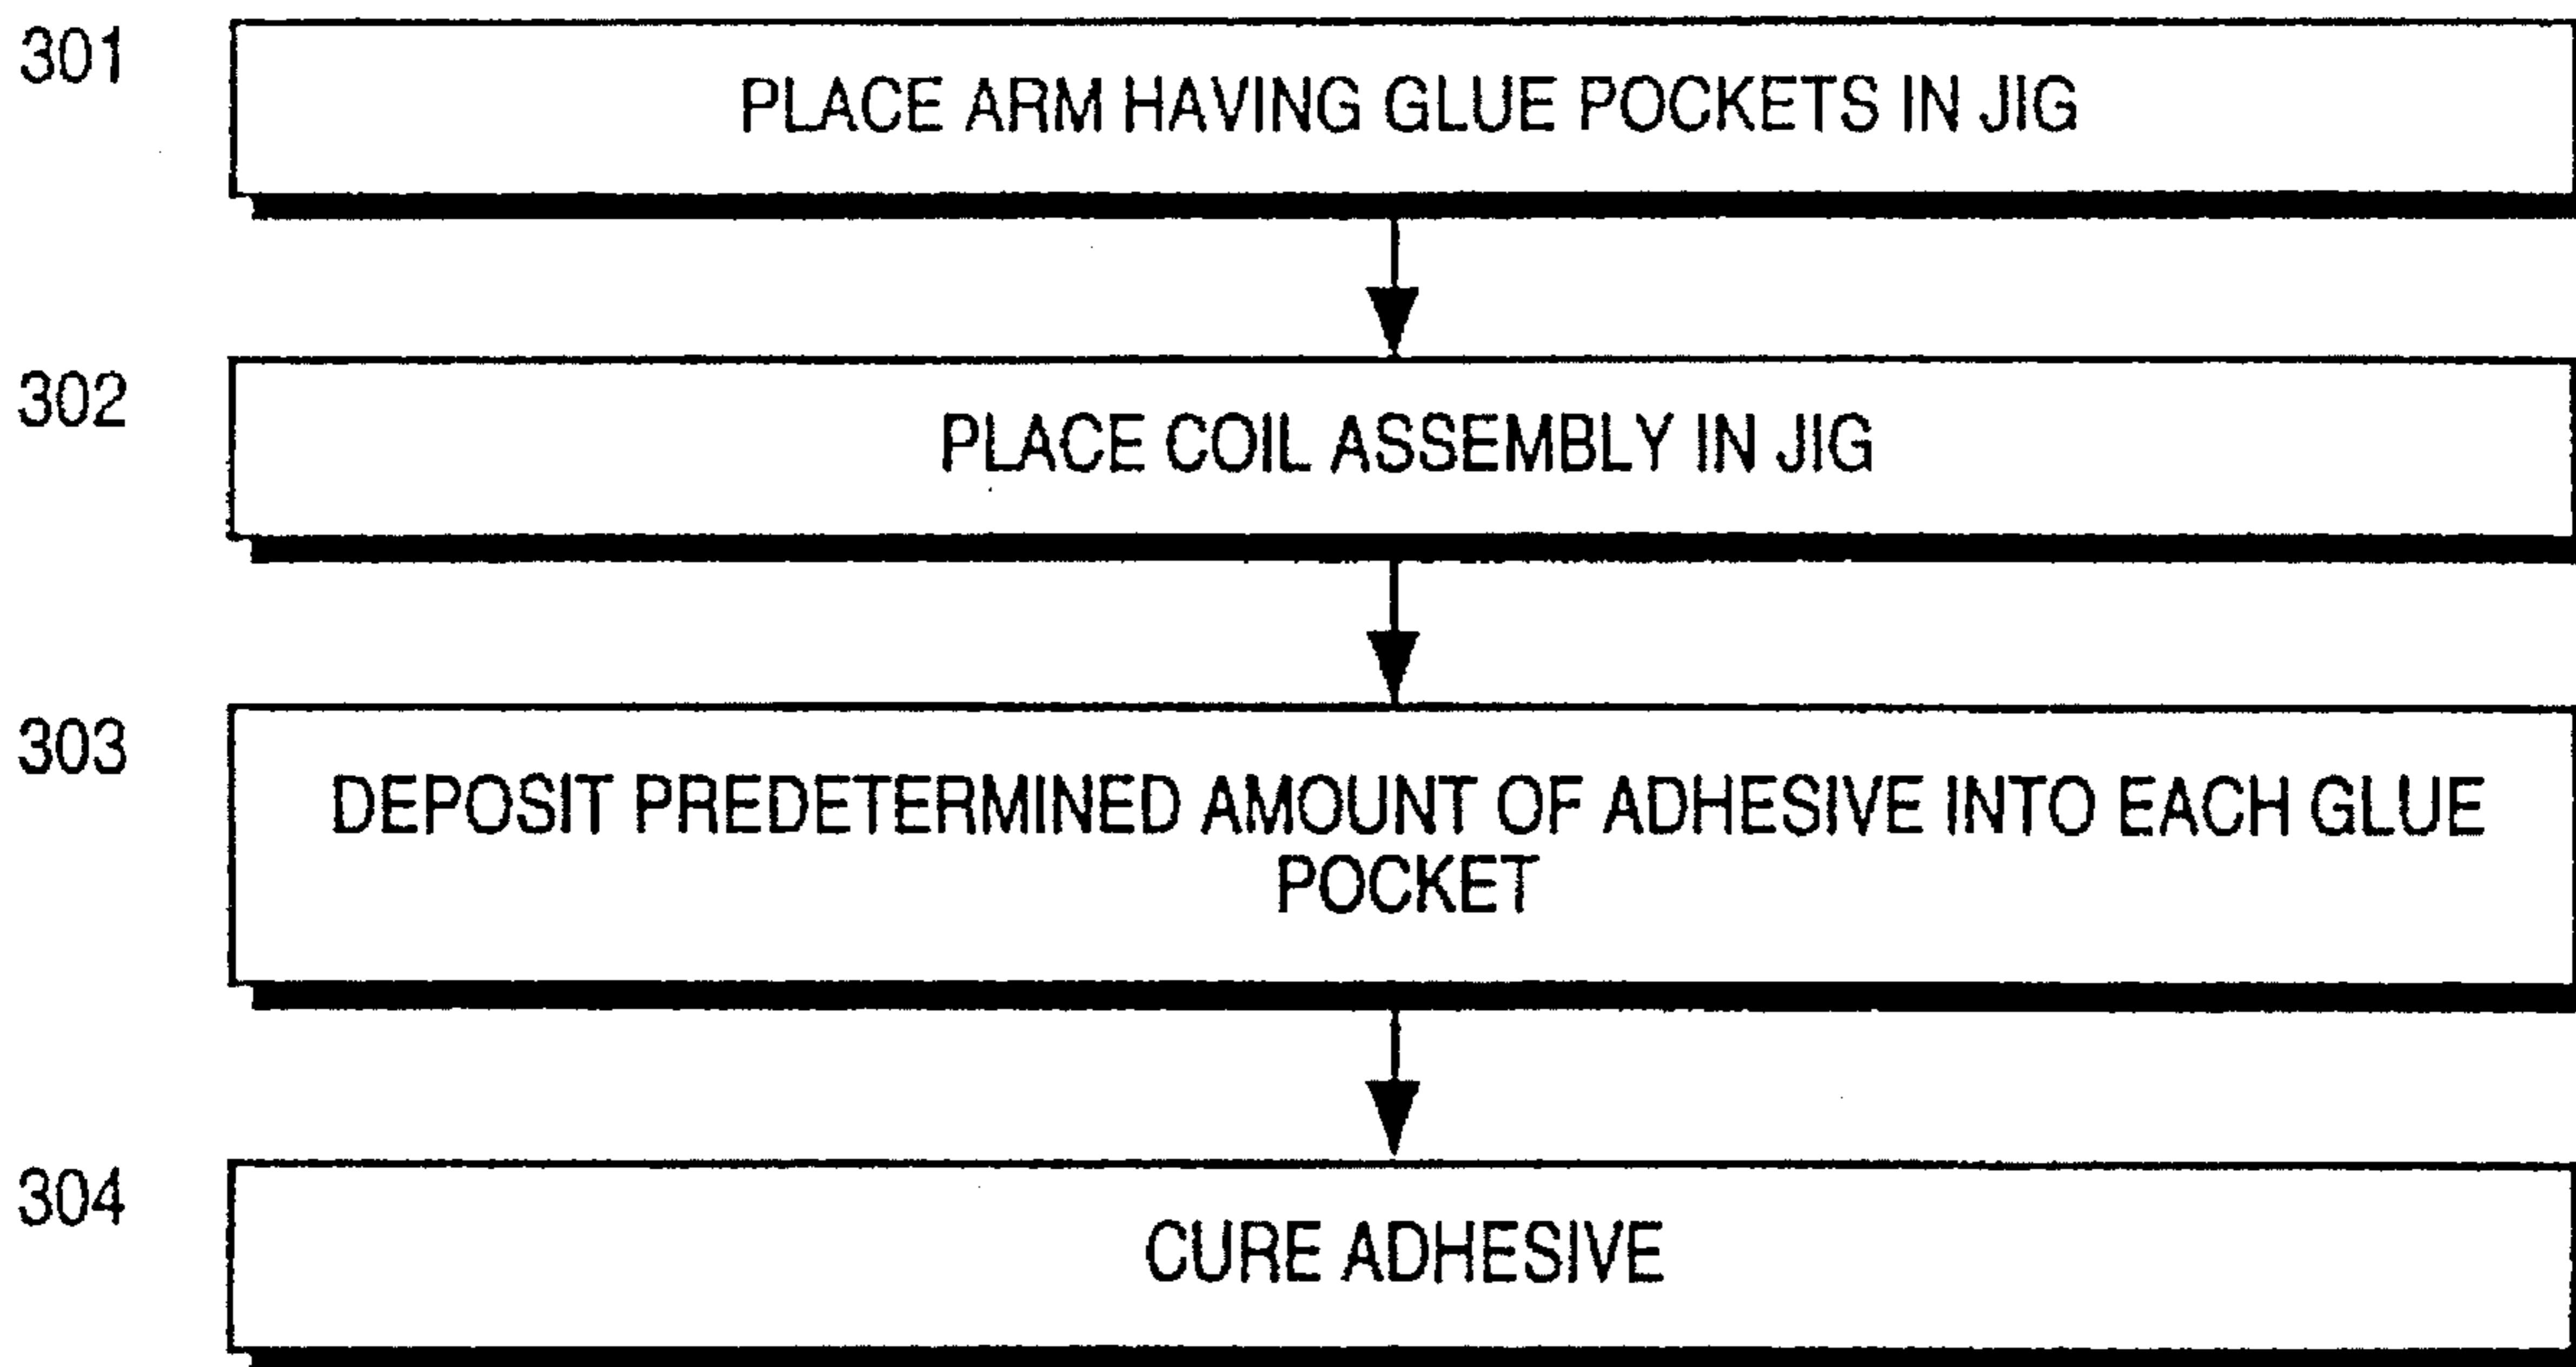 301
PLACE ARM HAVING GLUE POCKETS IN JIG
302
PLACE COIL ASSEMBLY IN JIG
303
DEPOSIT PREDETERMINED AMOUNT OF ADHESIVE INTO EACH GLUE
POCKET
304
CURE ADHESIVE